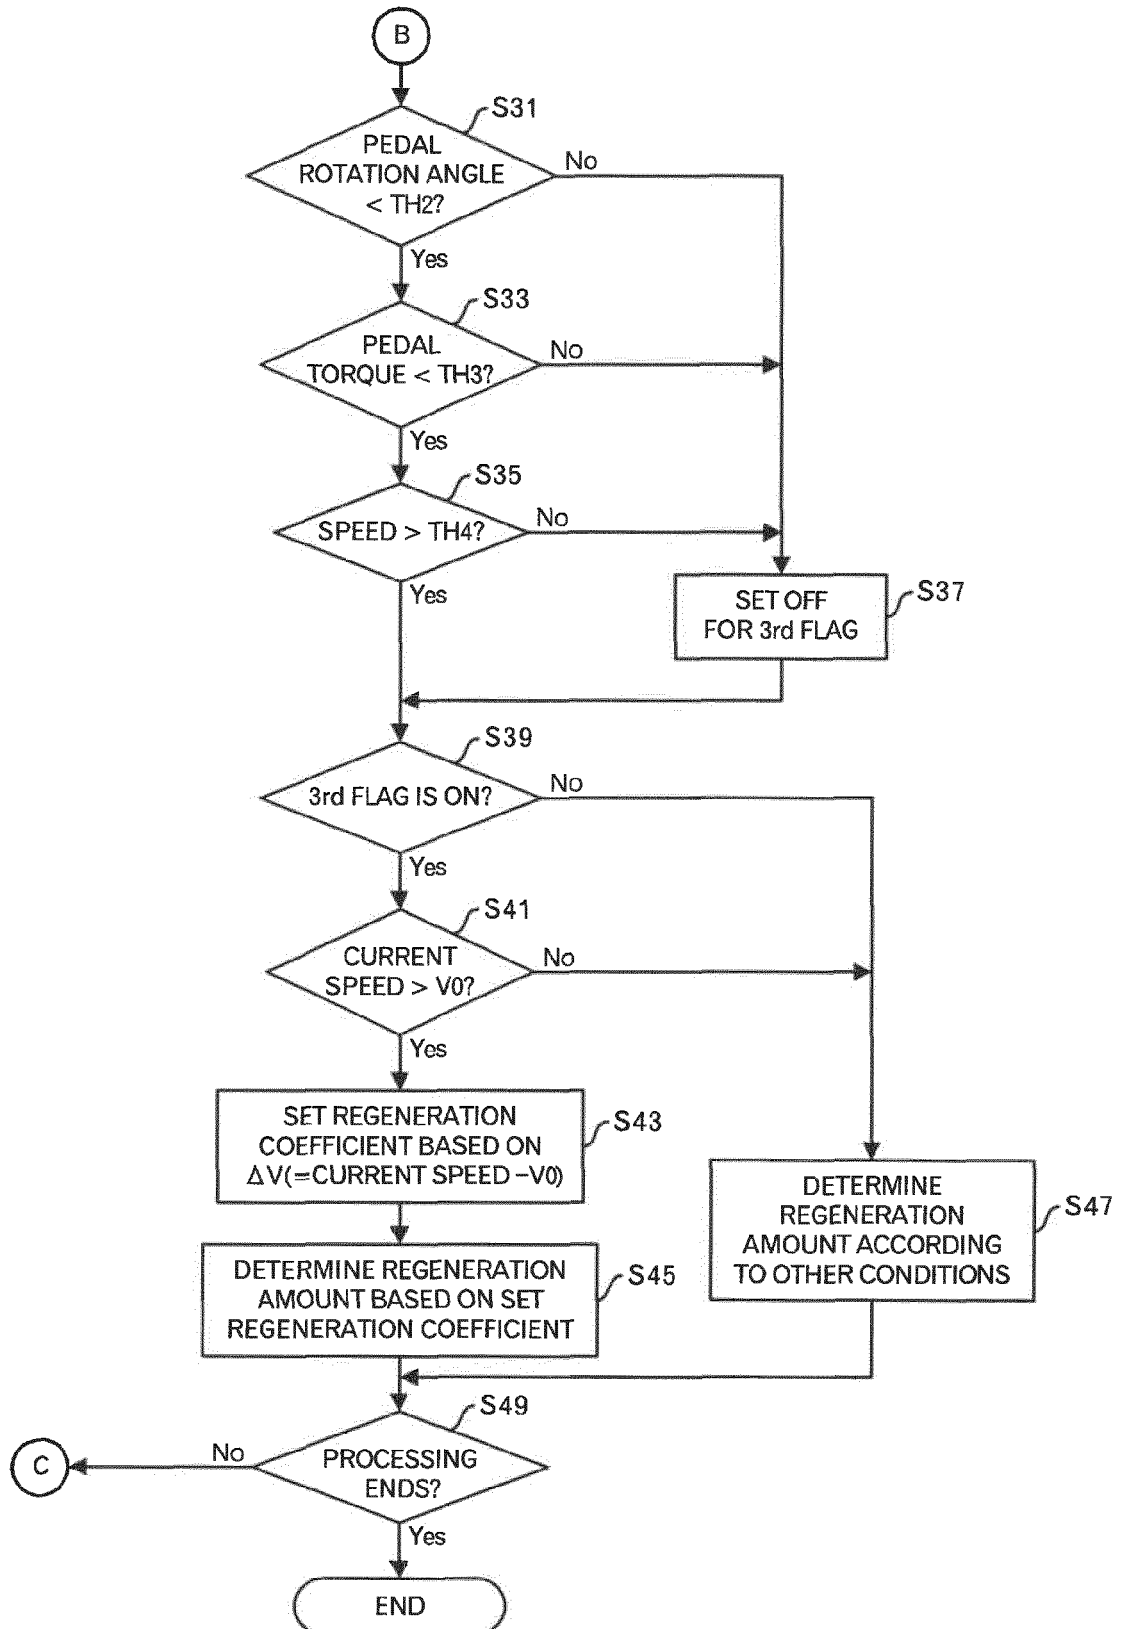 B
S31
PEDAL
ROTATION ANGLE
< TH2?
No
Yes
S33
PEDAL
TORQUE < TH3?
No
Yes
S35
SPEED > TH4?
No
Yes
SET OFF
FOR 3rd FLAG
S37
S39
3rd FLAG IS ON?
No
Yes
S41
CURRENT
SPEED > V0?
No
Yes
SET REGENERATION
COEFFICIENT BASED ON
ΔV(=CURRENT SPEED-V0)
S43
DETERMINE
REGENERATION
AMOUNT ACCORDING
TO OTHER CONDITIONS
S47
DETERMINE REGENERATION
AMOUNT BASED ON SET
REGENERATION COEFFICIENT
S45
S49
PROCESSING
ENDS?
No
C
Yes
END